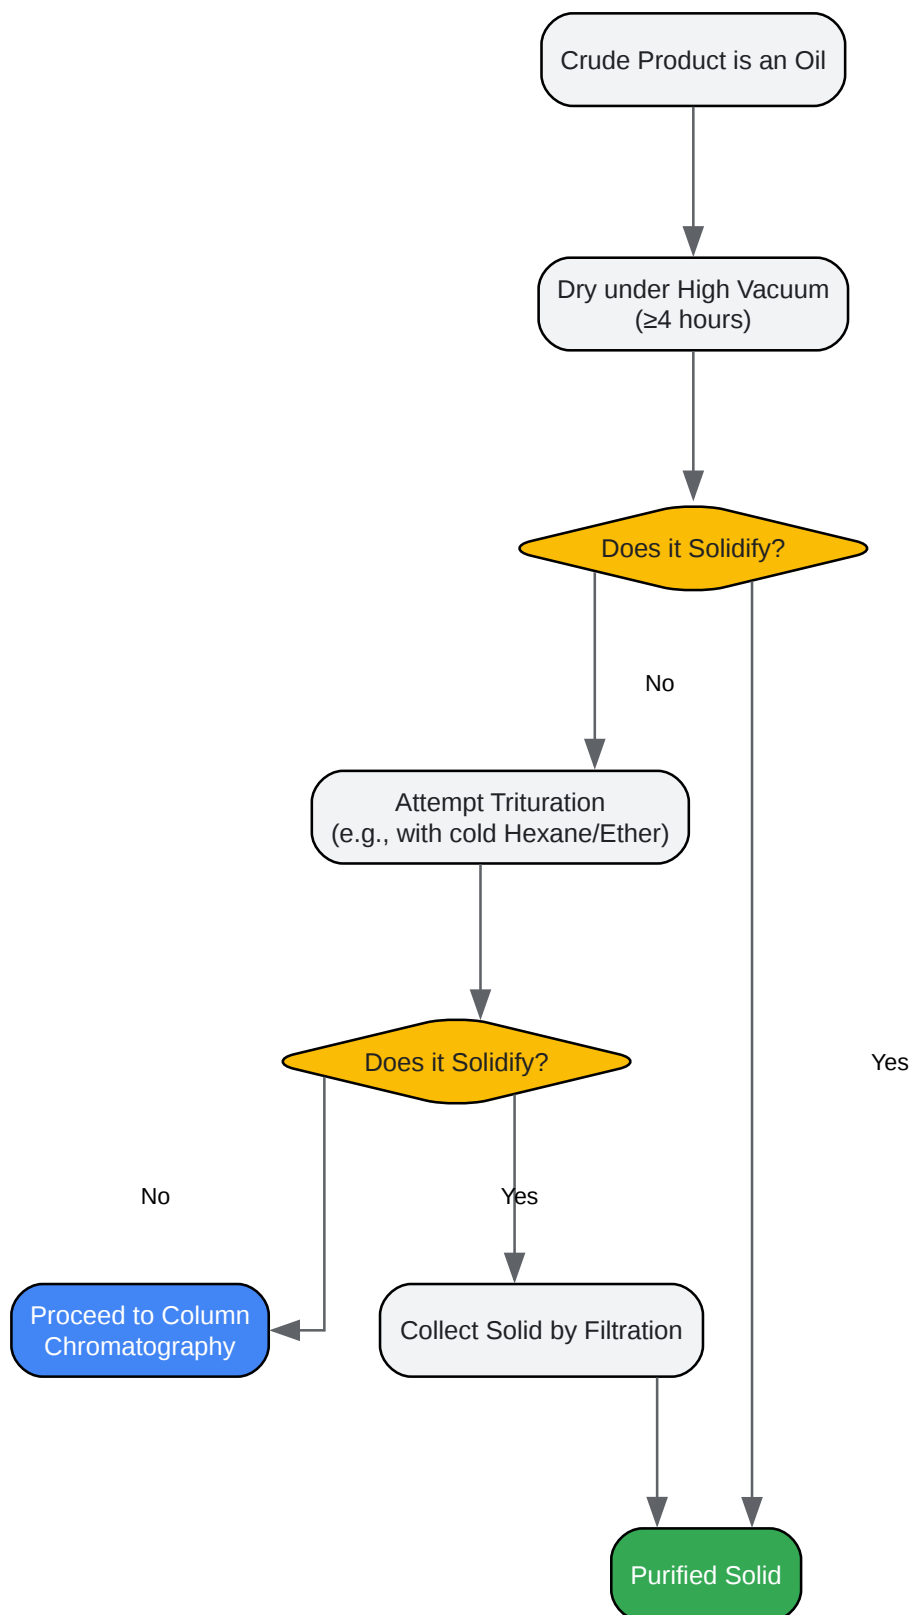 Crude Product is an Oil
Dry under High Vacuum
(≥4 hours)
Does it Solidify?
No
Attempt Trituration
(e.g., with cold Hexane/Ether)
Does it Solidify?
Yes
No
Yes
Proceed to Column
Chromatography
Collect Solid by Filtration
Purified Solid